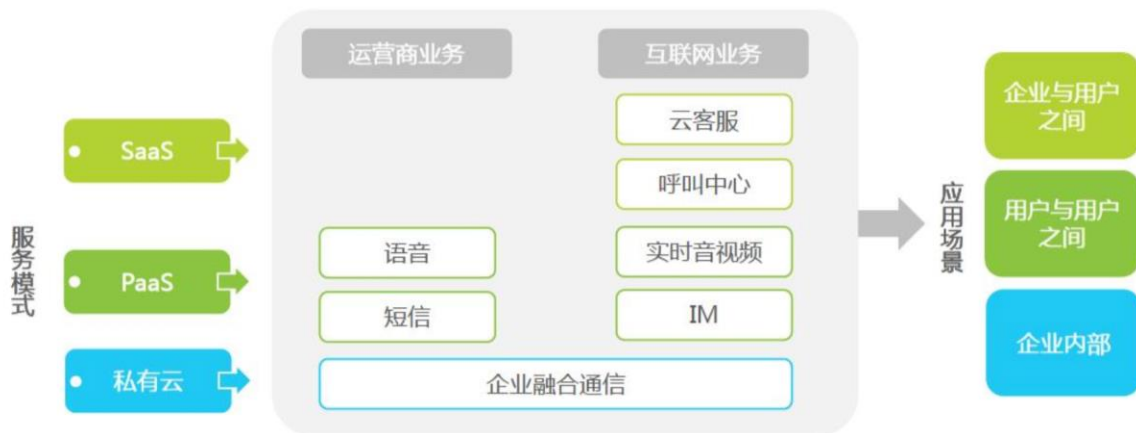 服务模式
SaaS
PaaS
私有云
运营商业务
互联网业务
云客服
呼叫中心
语音
实时音视频
短信
IM
企业融合通信
应用场景
企业与用户
之间
用户与用户
之间
企业内部